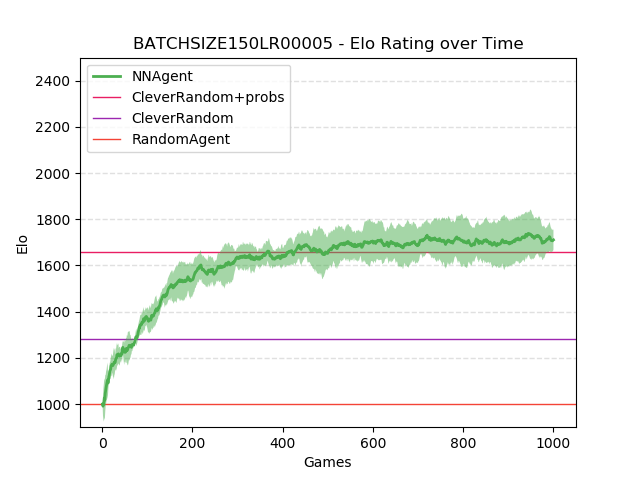 BATCHSIZE150LR00005 - Elo Rating over Time
NNAgent
CleverRandom+probs
CleverRandom
RandomAgent
Elo
2400
2200
2000
1800
1600
1400
1200
1000
0 200 400 600 800 1000
Games